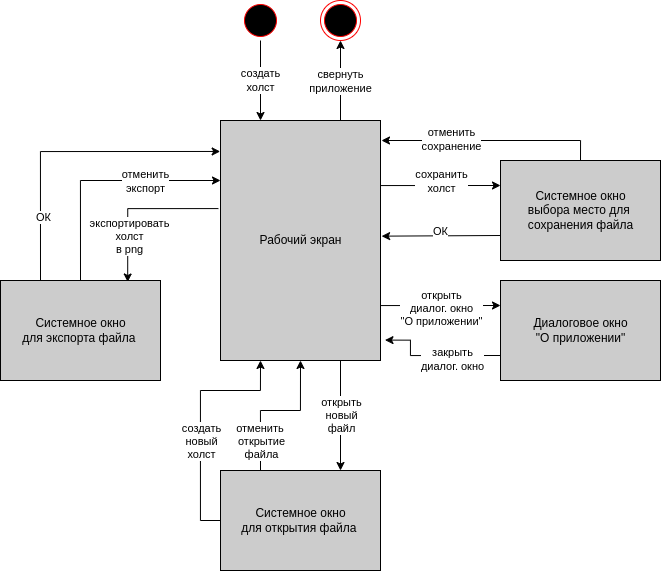 создать
холст
свернуть
приложение
отменить
сохранение
отменить
экспорт
сохранить
холст
Системное окно
выбора место для
сохранения файла
ОК
экспортировать
холст
в png
Рабочий экран
ОК
Системное окно
для экспорта файла
открыть
диалог. окно
"О приложении"
Диалоговое окно
"О приложении"
закрыть
диалог. окно
создать
новый
холст
отменить
открытие
файла
открыть
новый
файл
Системное окно
для открытия файла